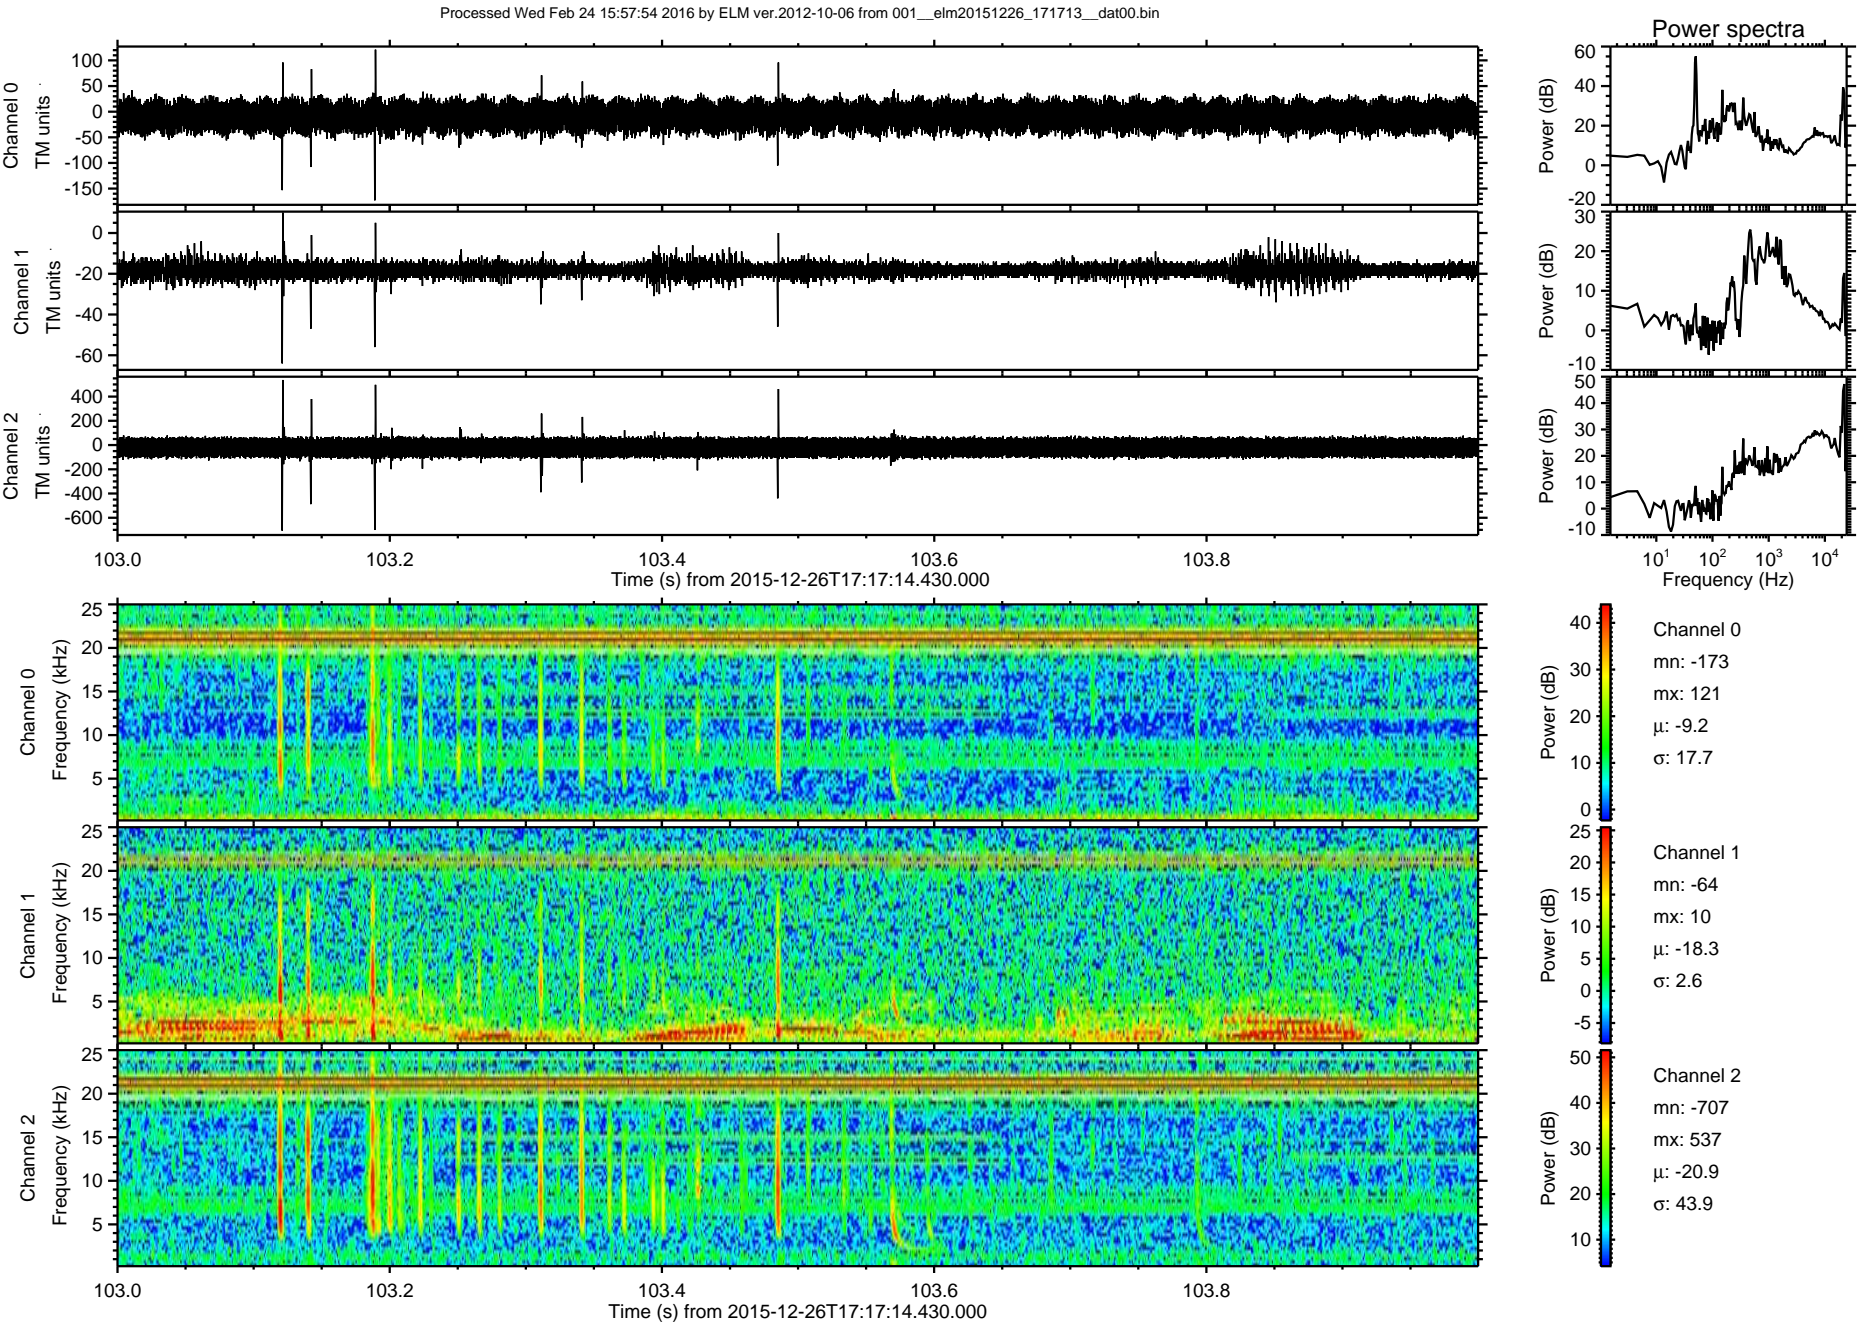 Processed Wed Feb 24 15:57:54 2016 by ELM ver.2012-10-06 from 001__elm20151226_171713__dat00.bin
Power spectra
Channel 0
TM units
100
50
0
-50
-100
-150
Power (dB)
60
40
20
0
-20
Channel 1
TM units
0
-20
-40
-60
Power (dB)
30
20
10
0
-10
Channel 2
TM units
400
200
0
-200
-400
-600
Power (dB)
50
40
30
20
10
0
-10
103.0 103.2 103.4 103.6 103.8
Time (s) from 2015-12-26T17:17:14.430.000
10¹ 10² 10³ 10⁴
Frequency (Hz)
Channel 0
Frequency (kHz)
25
20
15
10
5
Power (dB)
40
30
20
10
0
Channel 0
mn: -173
mx: 121
μ: -9.2
σ: 17.7
Channel 1
Frequency (kHz)
25
20
15
10
5
Power (dB)
25
20
15
10
5
0
-5
Channel 1
mn: -64
mx: 10
μ: -18.3
σ: 2.6
Channel 2
Frequency (kHz)
25
20
15
10
5
Power (dB)
50
40
30
20
10
Channel 2
mn: -707
mx: 537
μ: -20.9
σ: 43.9
103.0 103.2 103.4 103.6 103.8
Time (s) from 2015-12-26T17:17:14.430.000